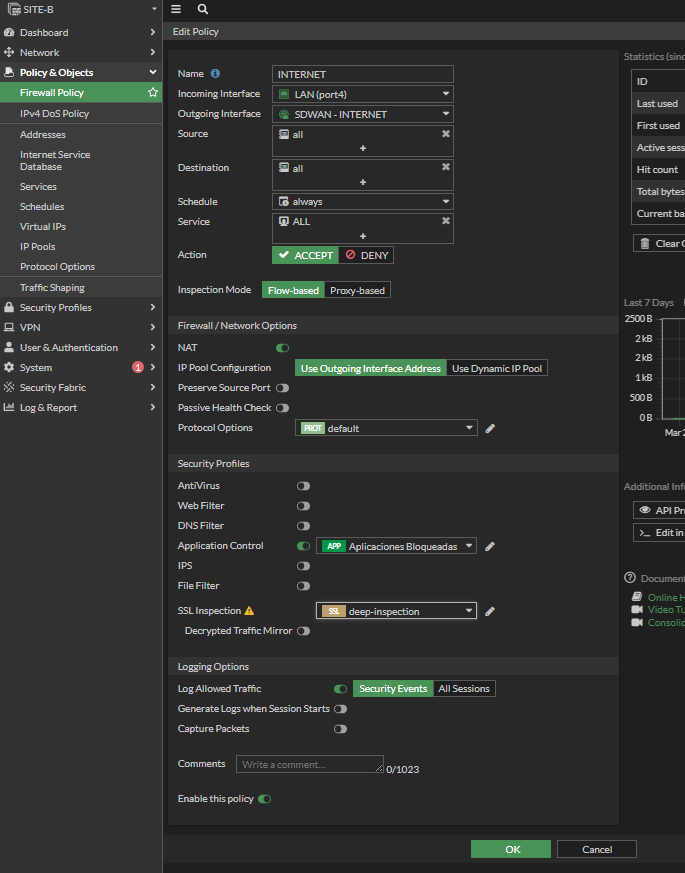 SITE-B
Dashboard
Network
Policy & Objects
Firewall Policy
IPv4 DoS Policy
Addresses
Internet Service
Database
Services
Schedules
Virtual IPs
IP Pools
Protocol Options
Traffic Shaping
Security Profiles
VPN
User & Authentication
System 1
Security Fabric
Log & Report
Edit Policy
Name INTERNET
Incoming Interface LAN (port4)
Outgoing Interface SDWAN - INTERNET
Source all
+
Destination all
+
Schedule always
Service ALL
+
Action ACCEPT DENY
Inspection Mode Flow-based Proxy-based
Firewall / Network Options
NAT
IP Pool Configuration Use Outgoing Interface Address Use Dynamic IP Pool
Preserve Source Port
Passive Health Check
Protocol Options PROT default
Security Profiles
AntiVirus
Web Filter
DNS Filter
Application Control APP Aplicaciones Bloqueadas
IPS
File Filter
SSL Inspection SSL deep-inspection
Decrypted Traffic Mirror
Logging Options
Log Allowed Traffic Security Events All Sessions
Generate Logs when Session Starts
Capture Packets
Comments Write a comment... 0/1023
Enable this policy
OK Cancel
Statistics (sinc
ID
Last used
First used
Active sess
Hit count
Total bytes
Current ba
Clear
Last 7 Days
2500 B
2 kB
2 kB
1 kB
500 B
0 B
Mar
Additional Inf
API Pr
>_ Edit in
Document
Online H
Video Tu
Consolid